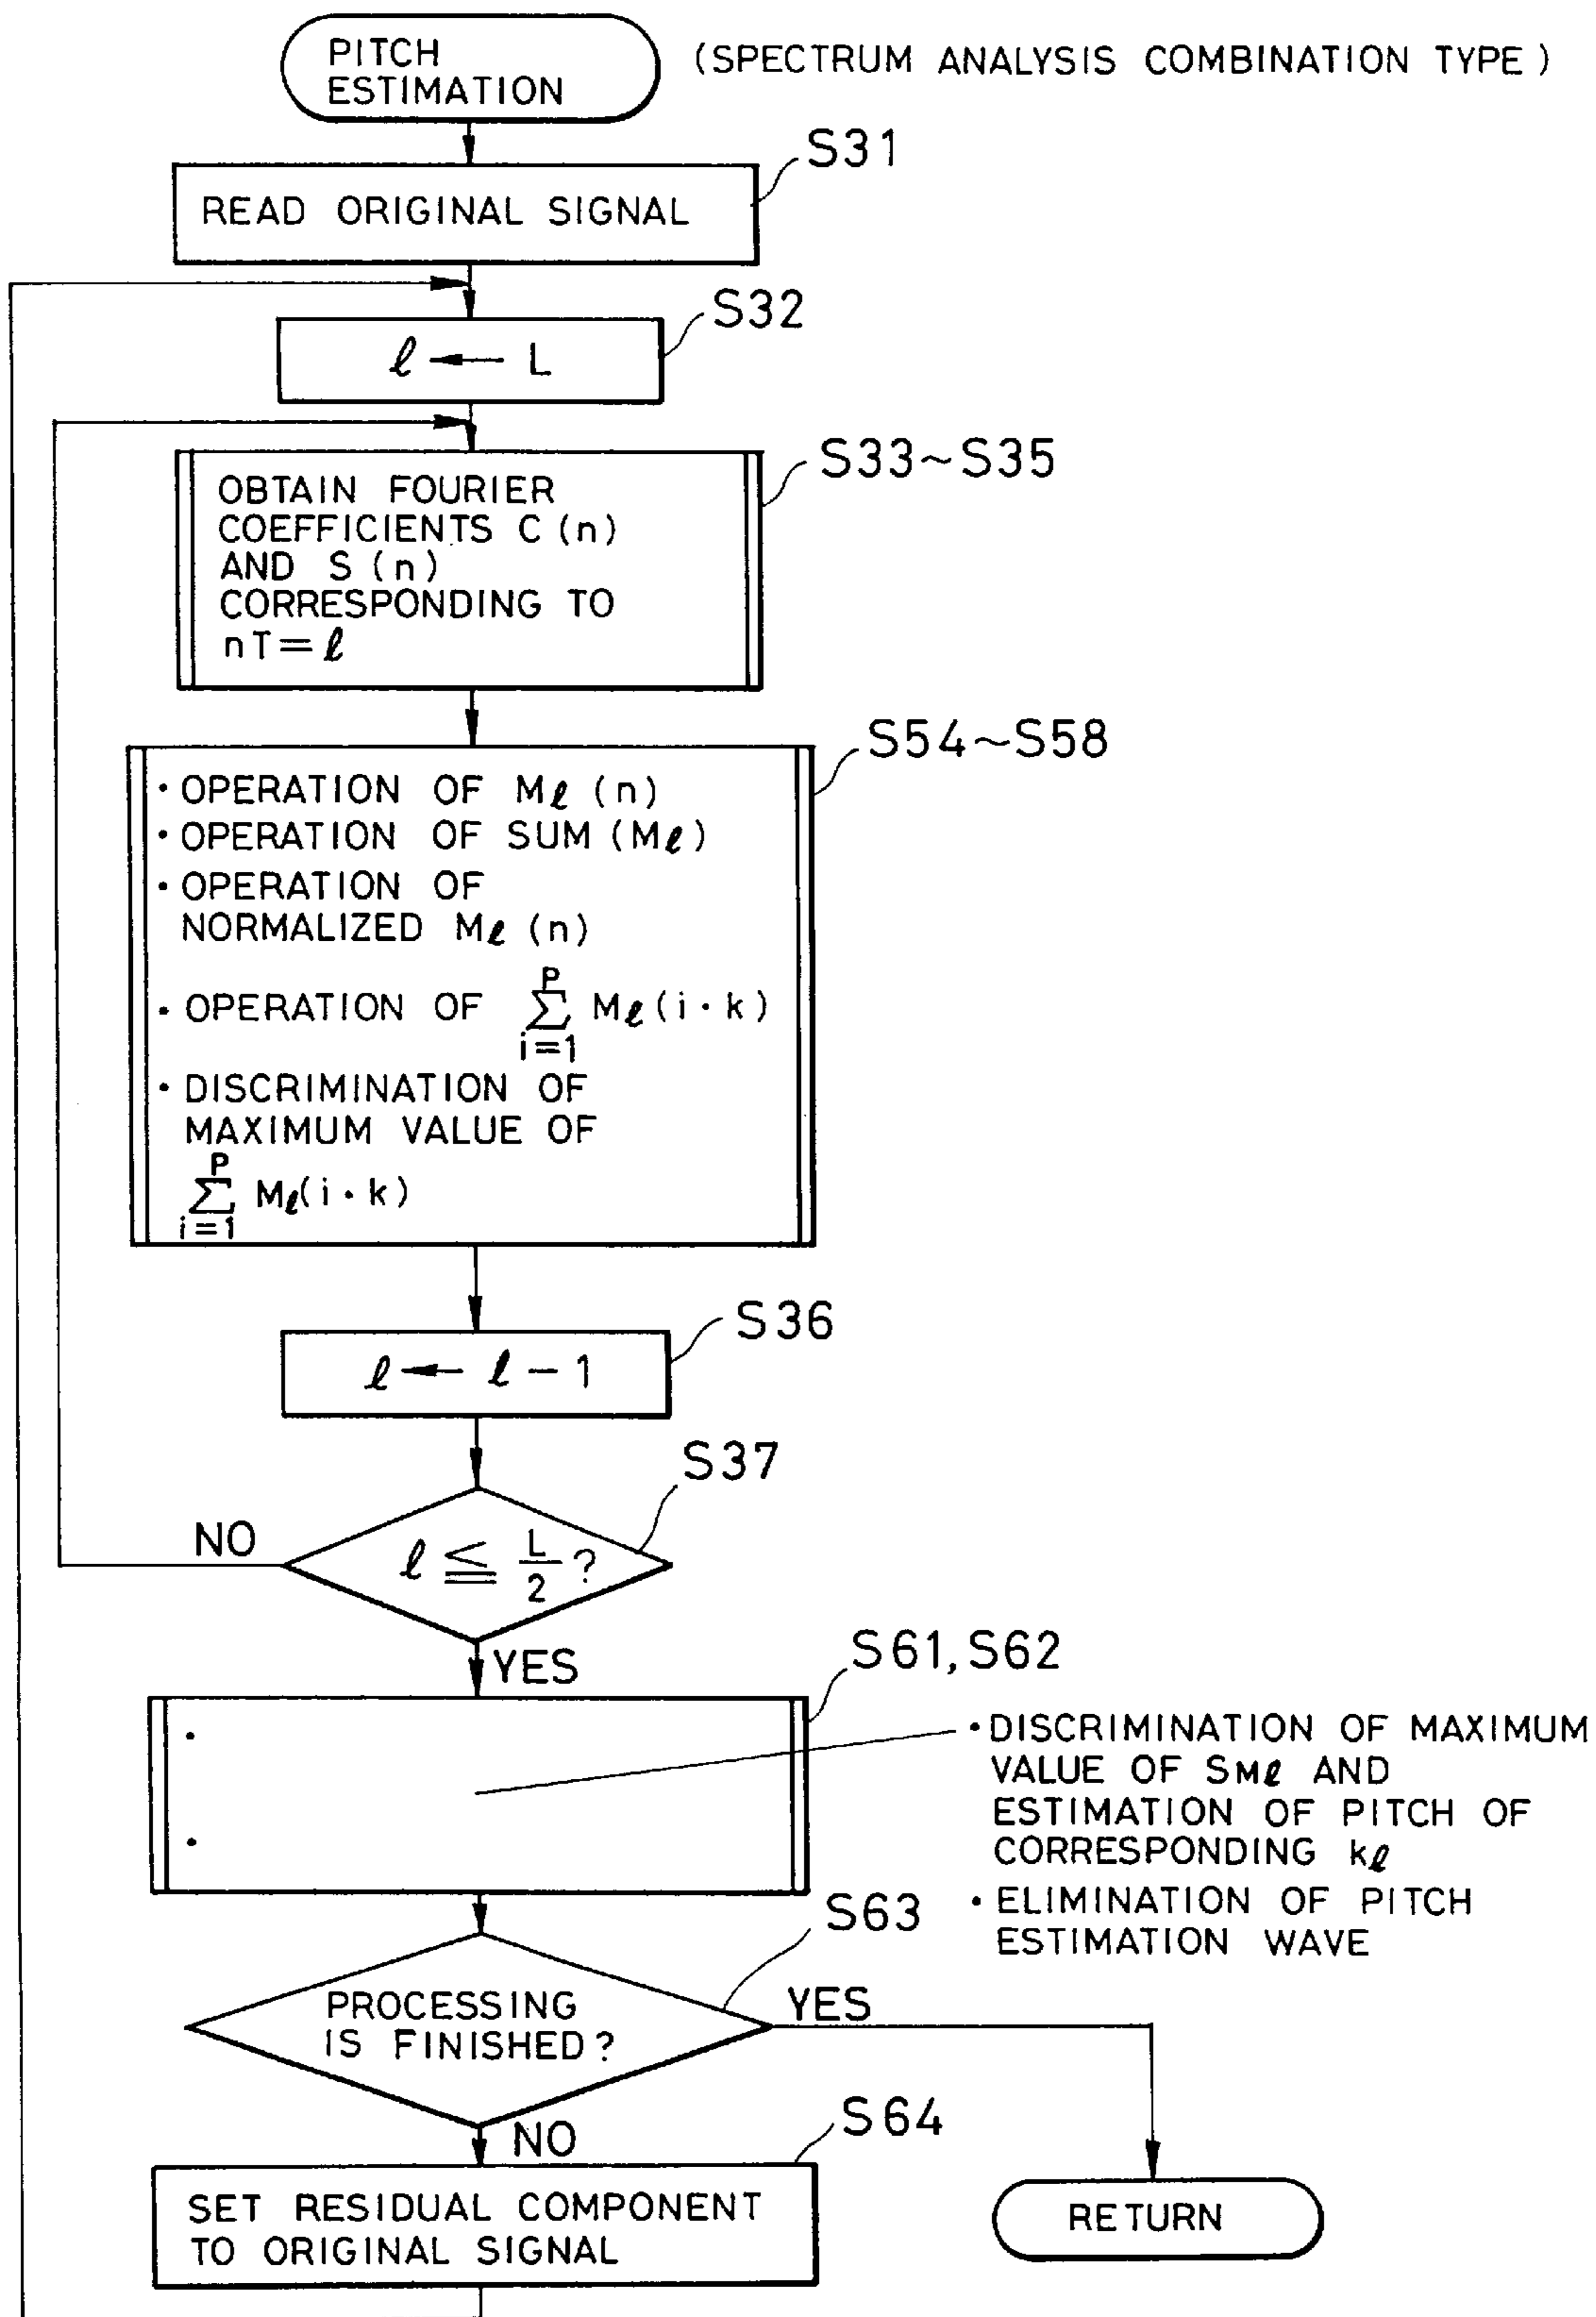 PITCH
ESTIMATION
(SPECTRUM ANALYSIS COMBINATION TYPE)
S31
READ ORIGINAL SIGNAL
S32
ℓ ← L
S33~S35
OBTAIN FOURIER
COEFFICIENTS C(n)
AND S(n)
CORRESPONDING TO
nT=ℓ
S54~S58
・OPERATION OF Mℓ(n)
・OPERATION OF SUM(Mℓ)
・OPERATION OF
NORMALIZED Mℓ(n)
・OPERATION OF Σ_{i=1}^{P} Mℓ(i・k)
・DISCRIMINATION OF
MAXIMUM VALUE OF
Σ_{i=1}^{P} Mℓ(i・k)
S36
ℓ ← ℓ - 1
S37
ℓ ≦ L/2 ?
NO
YES
S61, S62
・DISCRIMINATION OF MAXIMUM
VALUE OF SMℓ AND
ESTIMATION OF PITCH OF
CORRESPONDING kℓ
・ELIMINATION OF PITCH
ESTIMATION WAVE
S63
PROCESSING
IS FINISHED?
YES
NO
S64
SET RESIDUAL COMPONENT
TO ORIGINAL SIGNAL
RETURN